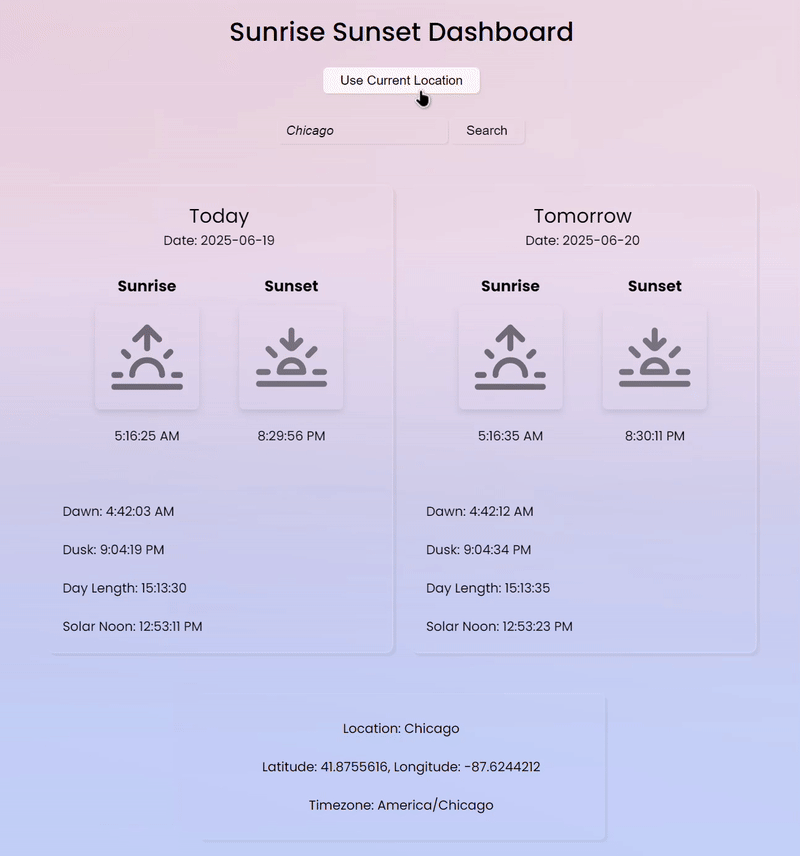 Sunrise Sunset Dashboard
Use Current Location
Chicago
Search
Today
Date: 2025-06-19
Sunrise
Sunset
5:16:25 AM
8:29:56 PM
Dawn: 4:42:03 AM
Dusk: 9:04:19 PM
Day Length: 15:13:30
Solar Noon: 12:53:11 PM
Tomorrow
Date: 2025-06-20
Sunrise
Sunset
5:16:35 AM
8:30:11 PM
Dawn: 4:42:12 AM
Dusk: 9:04:34 PM
Day Length: 15:13:35
Solar Noon: 12:53:23 PM
Location: Chicago
Latitude: 41.8755616, Longitude: -87.6244212
Timezone: America/Chicago